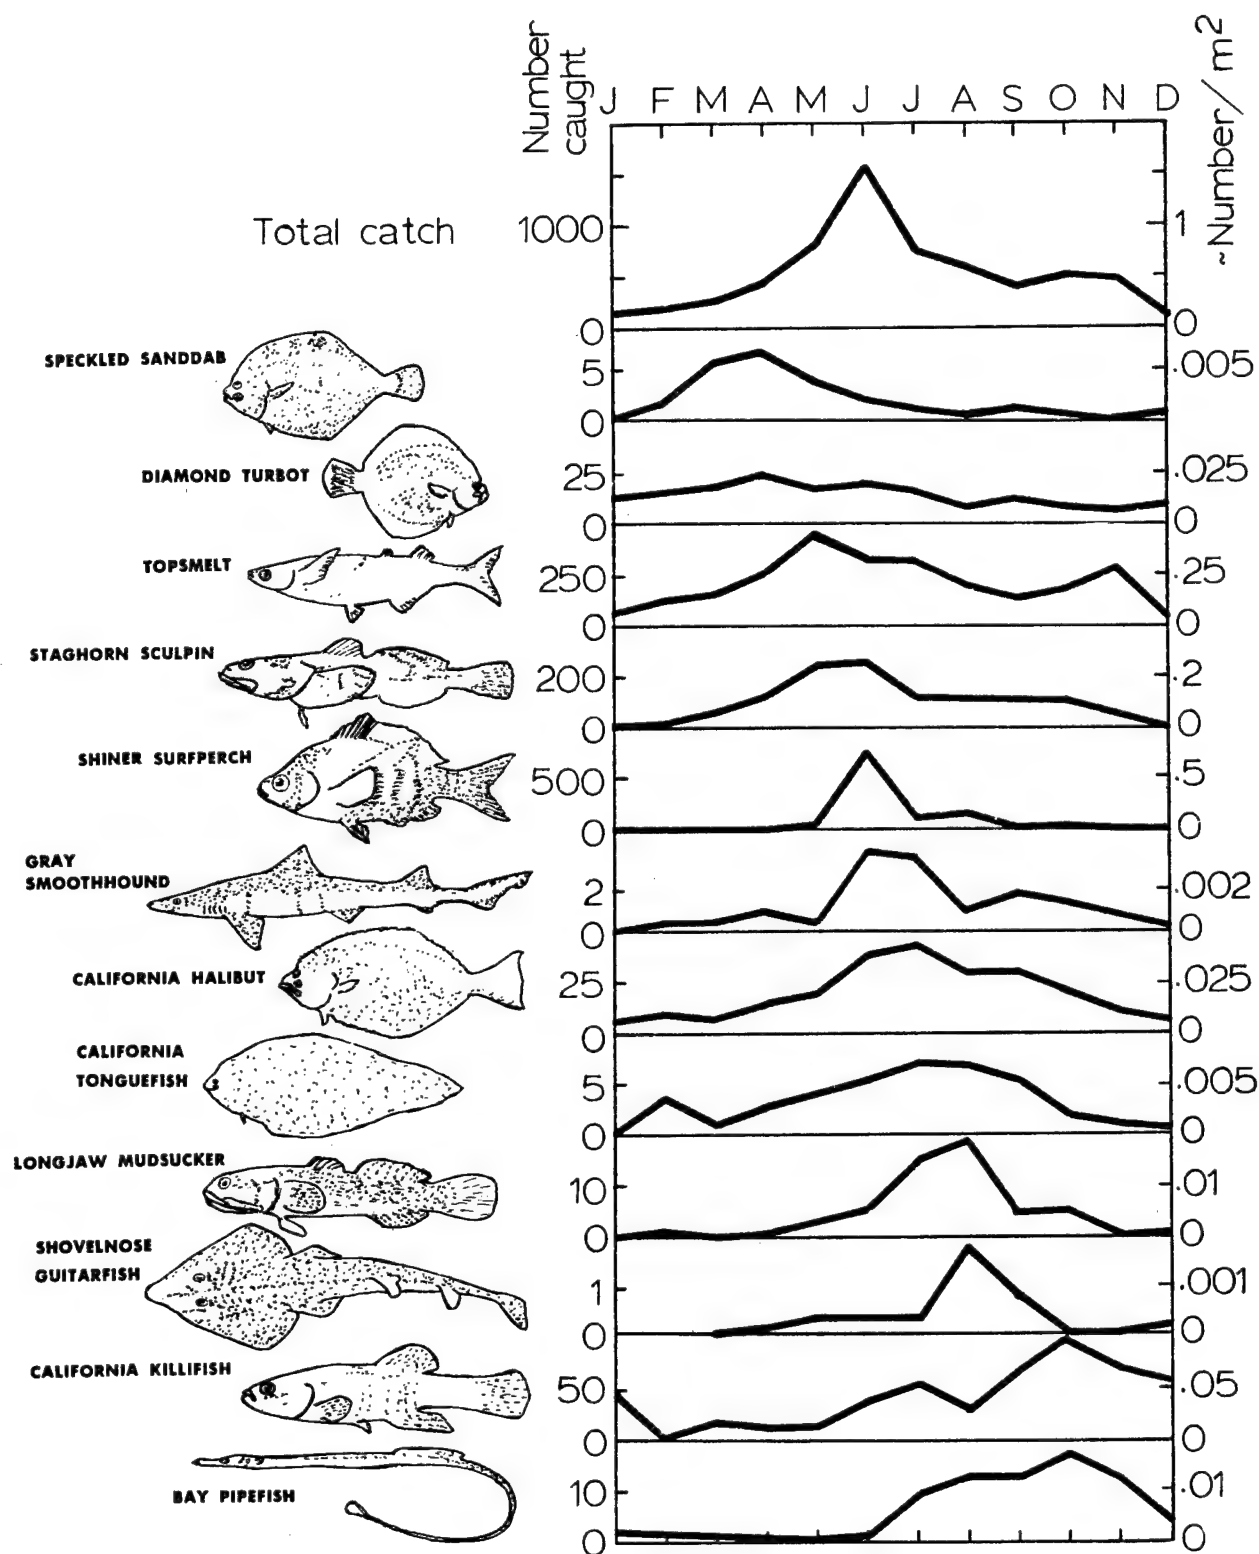 Number
caught
J F M A M J J A S O N D
~Number/m2
Total catch
1000
0
1
0
SPECKLED SANDDAB
5
0
.005
DIAMOND TURBOT
25
0
.025
0
TOPSMELT
250
0
.25
0
STAGHORN SCULPIN
200
0
.2
0
SHINER SURFPERCH
500
0
.5
0
GRAY
SMOOTHHOUND
2
0
.002
0
CALIFORNIA HALIBUT
25
0
.025
0
CALIFORNIA
TONGUEFISH
5
0
.005
0
LONGJAW MUDSUCKER
10
0
.01
0
SHOVELNOSE
GUITARFISH
1
0
.001
0
CALIFORNIA KILLIFISH
50
0
.05
0
BAY PIPEFISH
10
0
.01
0